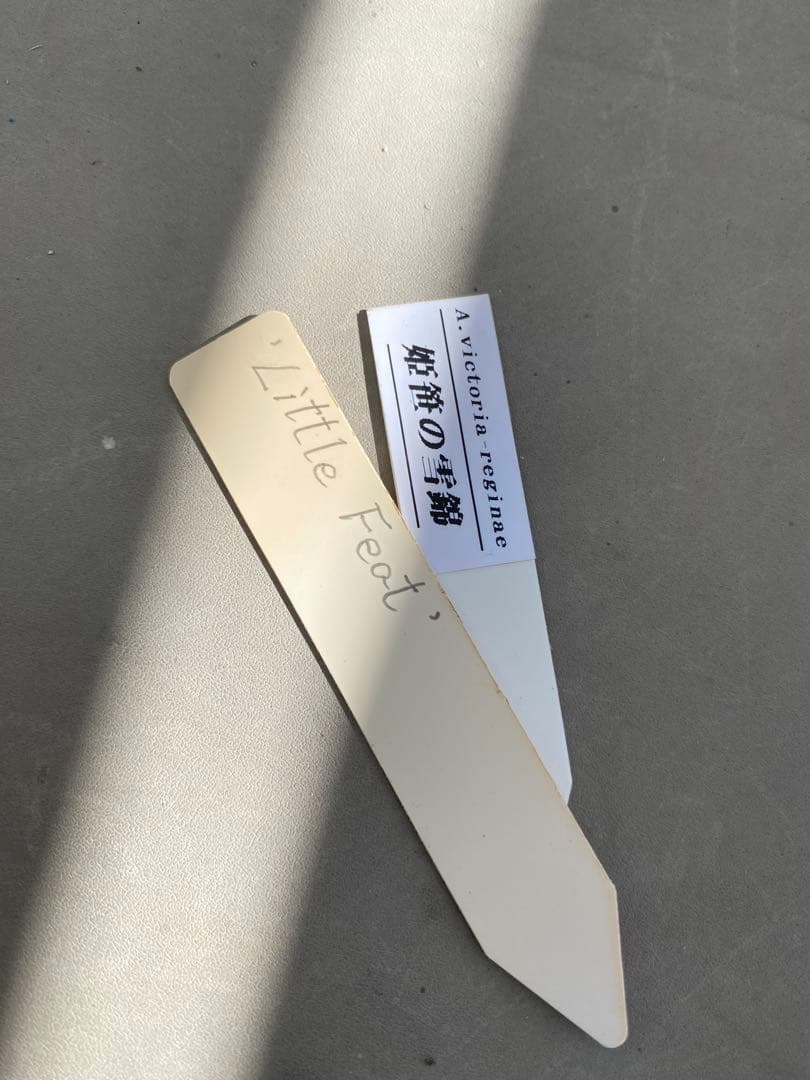 'Little Feat'
A.victoria-reginae
姫笹の雪錦